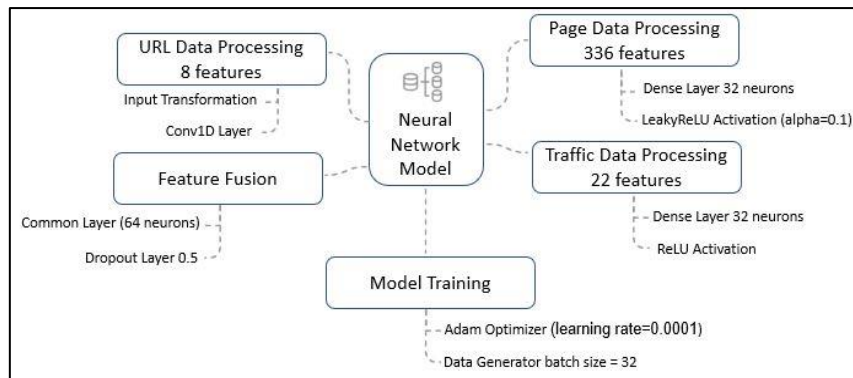 URL Data Processing
8 features
Input Transformation
Conv1D Layer
Feature Fusion
Common Layer (64 neurons)
Dropout Layer 0.5
Neural
Network
Model
Page Data Processing
336 features
Dense Layer 32 neurons
LeakyReLU Activation (alpha=0.1)
Traffic Data Processing
22 features
Dense Layer 32 neurons
ReLU Activation
Model Training
Adam Optimizer (learning rate=0.0001)
Data Generator batch size = 32